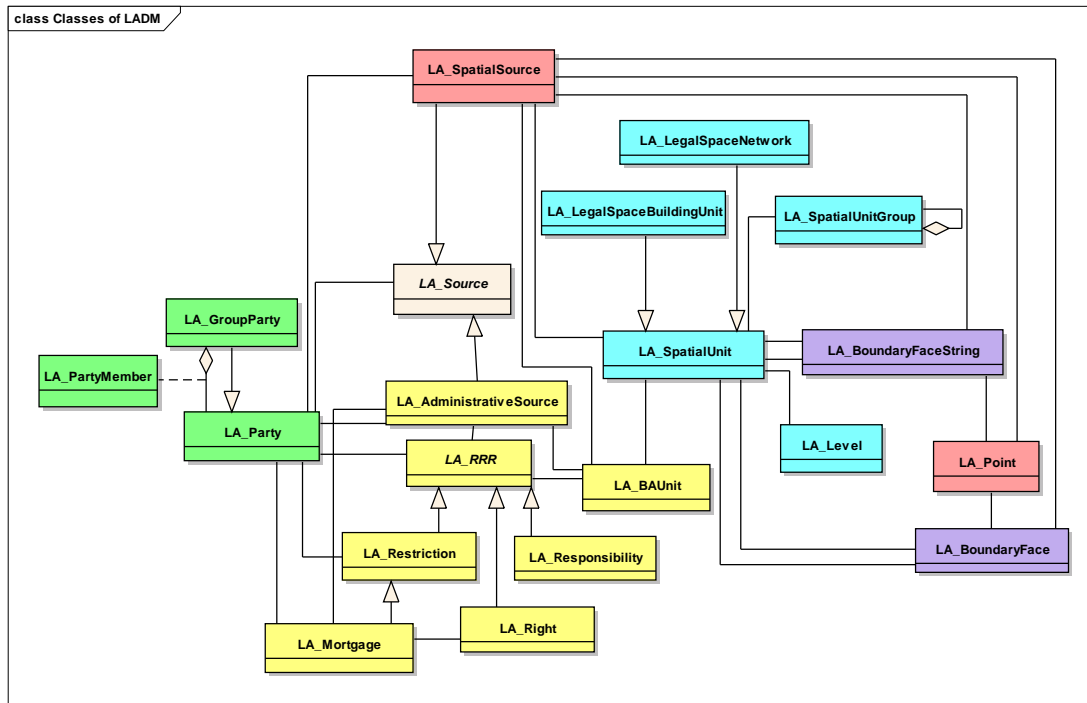 class Classes of LADM
LA_SpatialSource
LA_LegalSpaceNetwork
LA_LegalSpaceBuildingUnit
LA_SpatialUnitGroup
LA_Source
LA_GroupParty
LA_SpatialUnit
LA_BoundaryFaceString
LA_PartyMember
LA_AdministrativeSource
LA_Party
LA_Level
LA_RRR
LA_Point
LA_BAUnit
LA_Restriction
LA_Responsibility
LA_BoundaryFace
LA_Right
LA_Mortgage